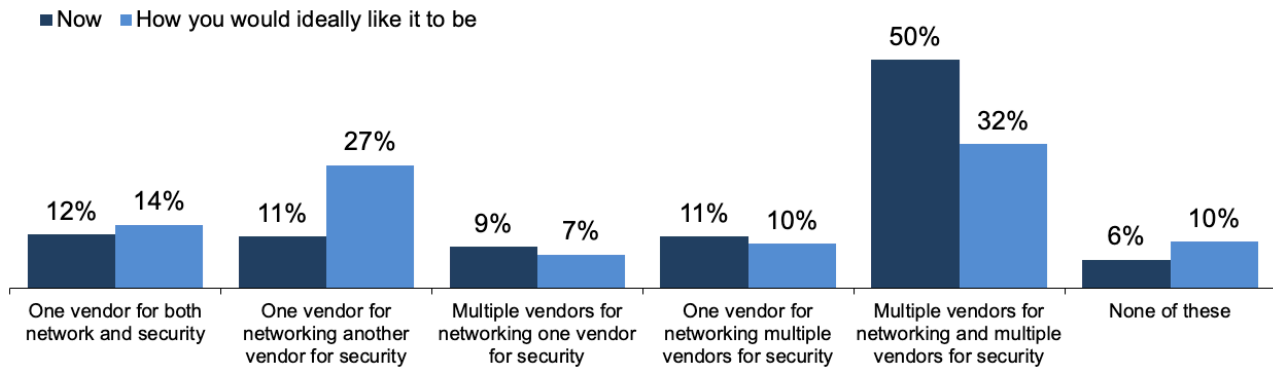 Now How you would ideally like it to be
50%
32%
27%
12%
14%
11%
9%
7%
11%
10%
6%
10%
One vendor for both
network and security
One vendor for
networking another
vendor for security
Multiple vendors for
networking one vendor
for security
One vendor for
networking multiple
vendors for security
Multiple vendors for
networking and multiple
vendors for security
None of these